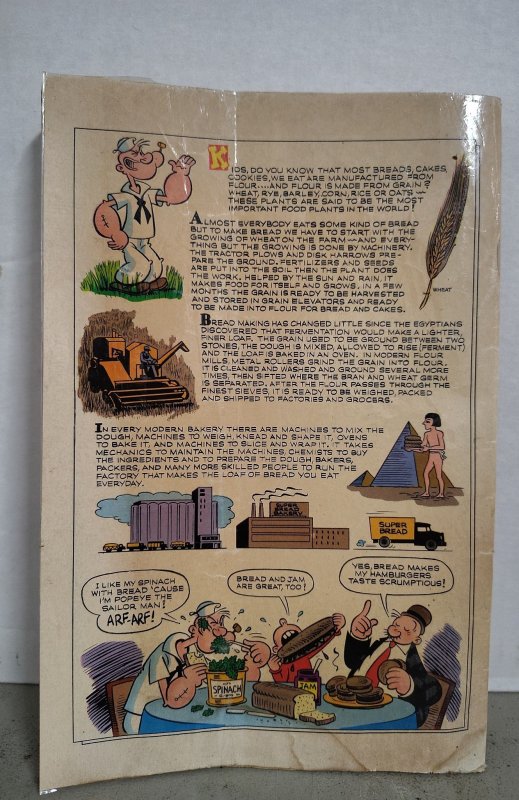 KIDS, DO YOU KNOW THAT MOST BREADS, CAKES,
COOKIES, WE EAT ARE MANUFACTURED FROM
FLOUR....AND FLOUR IS MADE FROM GRAIN?
WHEAT, RYE, BARLEY, CORN, RICE OR OATS —
THESE PLANTS ARE SAID TO BE THE MOST
IMPORTANT FOOD PLANTS IN THE WORLD!
ALMOST EVERYBODY EATS SOME KIND OF BREAD
BUT TO MAKE BREAD WE HAVE TO START WITH THE
GROWING OF WHEAT ON THE FARM — AND EVERY-
THING BUT THE GROWING IS DONE BY MACHINERY.
THE TRACTOR PLOWS AND DISK HARROWS PRE-
PARE THE GROUND. FERTILIZERS AND SEEDS
ARE PUT INTO THE SOIL THEN THE PLANT DOES
THE WORK. HELPED BY THE SUN AND RAIN, IT
MAKES FOOD FOR ITSELF AND GROWS. IN A FEW
MONTHS THE GRAIN IS READY TO BE HARVESTED
AND STORED IN GRAIN ELEVATORS AND READY
TO BE MADE INTO FLOUR FOR BREAD AND CAKES.
WHEAT
BREAD MAKING HAS CHANGED LITTLE SINCE THE EGYPTIANS
DISCOVERED THAT FERMENTATION WOULD MAKE A LIGHTER,
FINER LOAF. THE GRAIN USED TO BE GROUND BETWEEN TWO
STONES, THE DOUGH IS MIXED, ALLOWED TO RISE (FERMENT)
AND THE LOAF IS BAKED IN AN OVEN. IN MODERN FLOUR
MILLS, METAL ROLLERS GRIND THE GRAIN INTO FLOUR.
IT IS CLEANED AND WASHED AND GROUND SEVERAL MORE
TIMES, THEN SIFTED WHERE THE BRAN AND WHEAT GERM
IS SEPARATED. AFTER THE FLOUR PASSES THROUGH THE
FINEST SIEVES, IT IS READY TO BE WEIGHED, PACKED
AND SHIPPED TO FACTORIES AND GROCERS.
IN EVERY MODERN BAKERY THERE ARE MACHINES TO MIX THE
DOUGH, MACHINES TO WEIGH, KNEAD AND SHAPE IT, OVENS
TO BAKE IT, AND MACHINES TO SLICE AND WRAP IT. IT TAKES
MECHANICS TO MAINTAIN THE MACHINES, CHEMISTS TO BUY
THE INGREDIENTS AND TO PREPARE THE DOUGH, BAKERS,
PACKERS, AND MANY MORE SKILLED PEOPLE TO RUN THE
FACTORY THAT MAKES THE LOAF OF BREAD YOU EAT
EVERYDAY.
SUPER
BREAD
BAKERY
SUPER
BREAD
I LIKE MY SPINACH
WITH BREAD 'CAUSE
I'M POPEYE THE
SAILOR MAN!
ARF-ARF!
BREAD AND JAM
ARE GREAT, TOO!
YES, BREAD MAKES
MY HAMBURGERS
TASTE SCRUMPTIOUS!
SPINACH
JAM